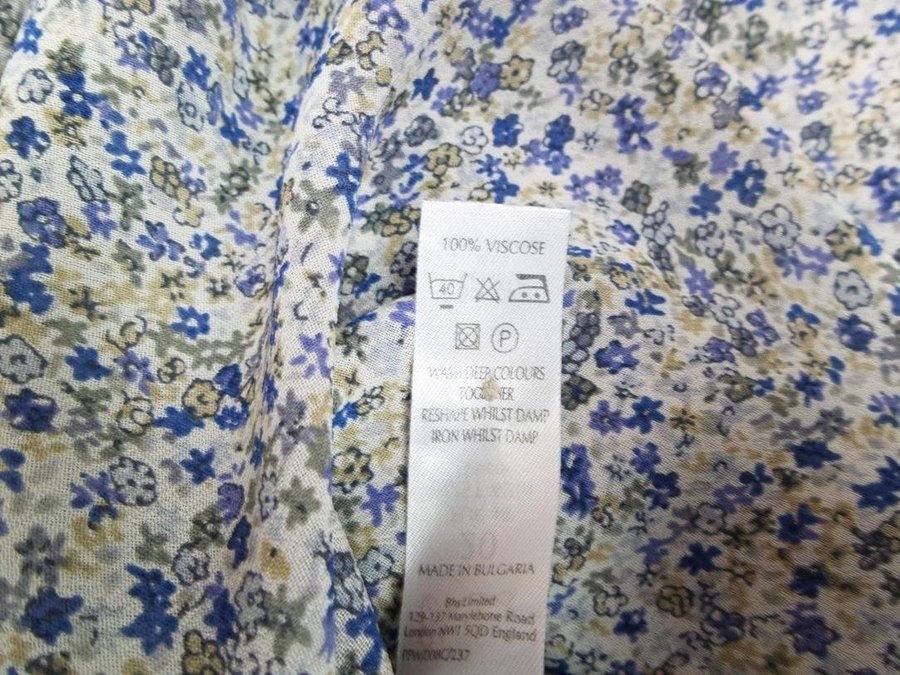 100% VISCOSE
40
P
WASH DEEP COLOURS
TOGETHER
RESHAPE WHILST DAMP
IRON WHILST DAMP
MADE IN BULGARIA
Bhs Limited
129-137 Marylebone Road
London NW1 5QD England